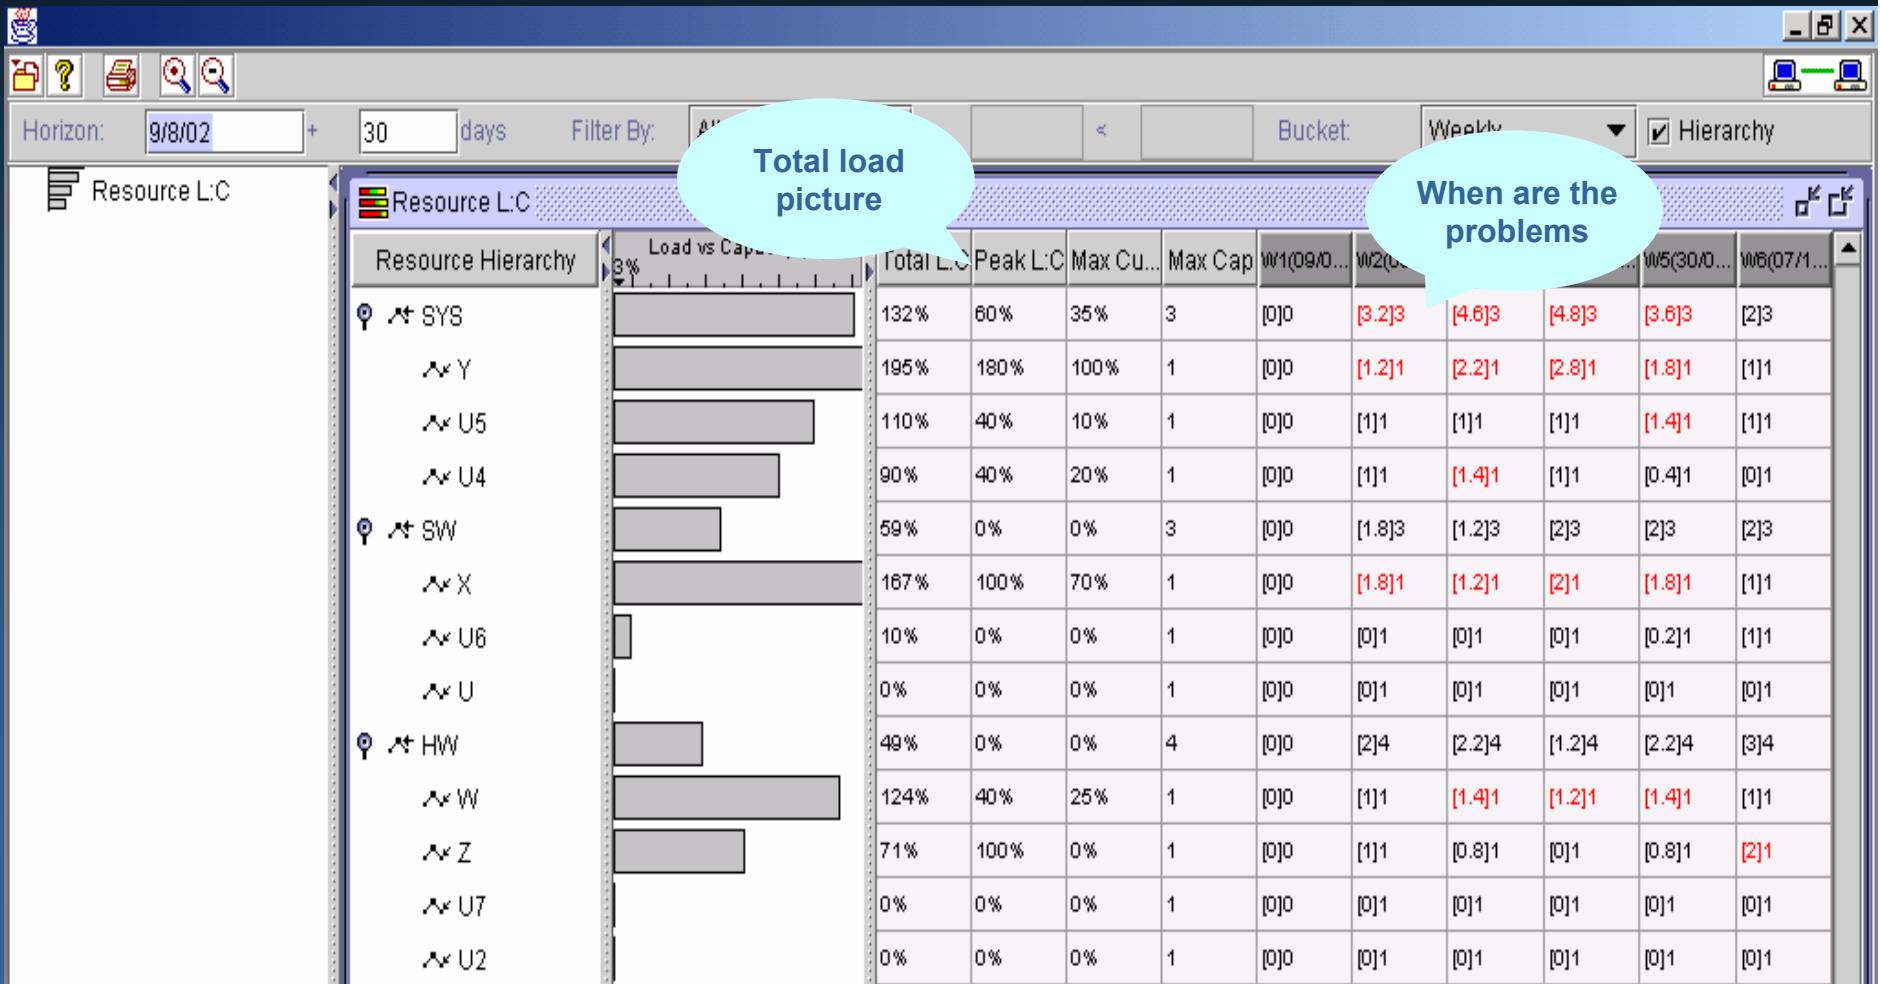 Horizon: 9/8/02 + 30 days Filter By: < Bucket: Weekly Hierarchy
Total load
picture
When are the
problems
Resource L:C
Resource L:C
Resource Hierarchy 3% Load vs Total L:C Peak L:C Max Cu... Max Cap W1(09/0... W5(30/0... W6(07/1...
SYS 132% 60% 35% 3 [0]0 [3.2]3 [4.6]3 [4.8]3 [3.6]3 [2]3
Y 195% 180% 100% 1 [0]0 [1.2]1 [2.2]1 [2.8]1 [1.8]1 [1]1
U5 110% 40% 10% 1 [0]0 [1]1 [1]1 [1]1 [1.4]1 [1]1
U4 90% 40% 20% 1 [0]0 [1]1 [1.4]1 [1]1 [0.4]1 [0]1
SW 59% 0% 0% 3 [0]0 [1.8]3 [1.2]3 [2]3 [2]3 [2]3
X 167% 100% 70% 1 [0]0 [1.8]1 [1.2]1 [2]1 [1.8]1 [1]1
U6 10% 0% 0% 1 [0]0 [0]1 [0]1 [0]1 [0.2]1 [1]1
U 0% 0% 0% 1 [0]0 [0]1 [0]1 [0]1 [0]1 [0]1
HW 49% 0% 0% 4 [0]0 [2]4 [2.2]4 [1.2]4 [2.2]4 [3]4
W 124% 40% 25% 1 [0]0 [1]1 [1.4]1 [1.2]1 [1.4]1 [1]1
Z 71% 100% 0% 1 [0]0 [1]1 [0.8]1 [0]1 [0.8]1 [2]1
U7 0% 0% 0% 1 [0]0 [0]1 [0]1 [0]1 [0]1 [0]1
U2 0% 0% 0% 1 [0]0 [0]1 [0]1 [0]1 [0]1 [0]1